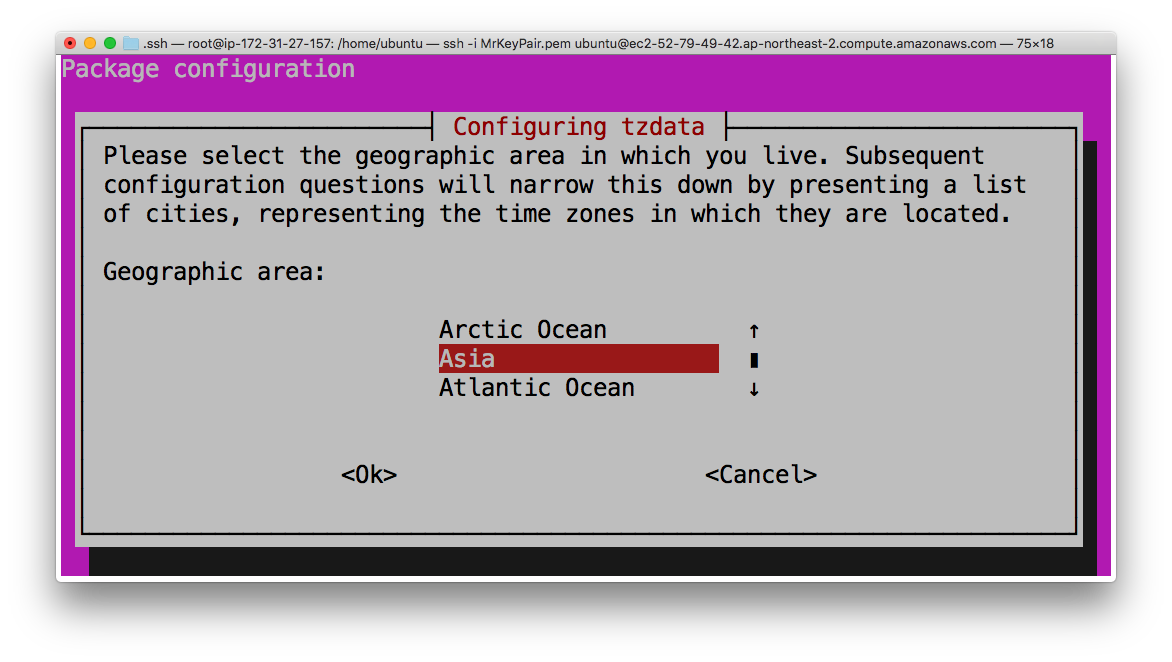 .ssh — root@ip-172-31-27-157: /home/ubuntu — ssh -i MrKeyPair.pem ubuntu@ec2-52-79-49-42.ap-northeast-2.compute.amazonaws.com — 75×18
Package configuration
Configuring tzdata
Please select the geographic area in which you live. Subsequent
configuration questions will narrow this down by presenting a list
of cities, representing the time zones in which they are located.
Geographic area:
Arctic Ocean ↑
Asia ▮
Atlantic Ocean ↓
<Ok> <Cancel>